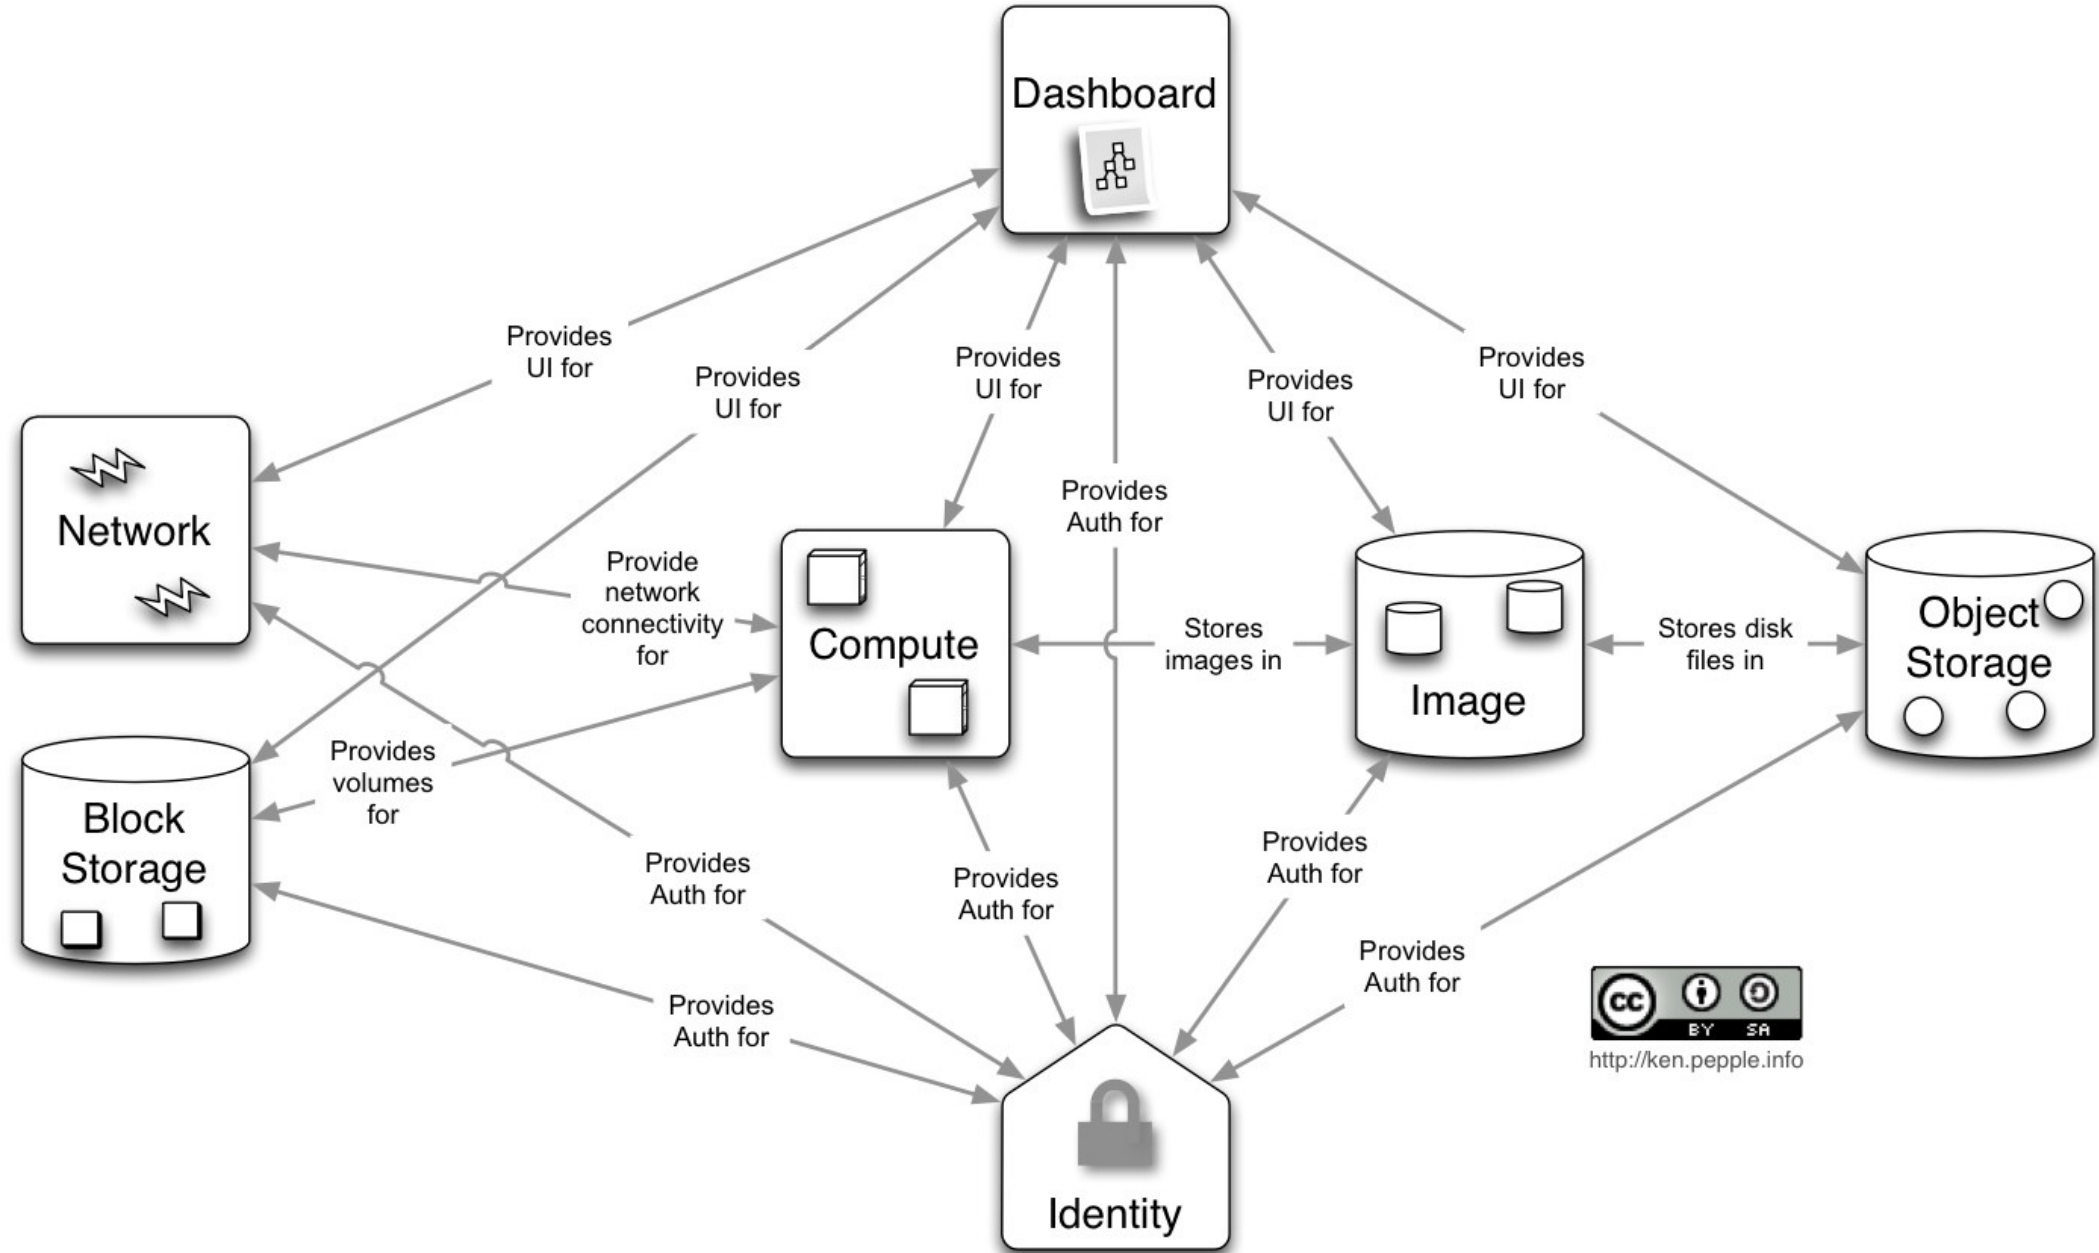 Dashboard
Provides
UI for
Provides
UI for
Provides
UI for
Provides
UI for
Provides
UI for
Network
Provides
Auth for
Provide
network
connectivity
for
Compute
Stores
images in
Image
Stores disk
files in
Object
Storage
Provides
volumes
for
Block
Storage
Provides
Auth for
Provides
Auth for
Provides
Auth for
Provides
Auth for
Provides
Auth for
cc
BY SA
http://ken.pepple.info
Identity